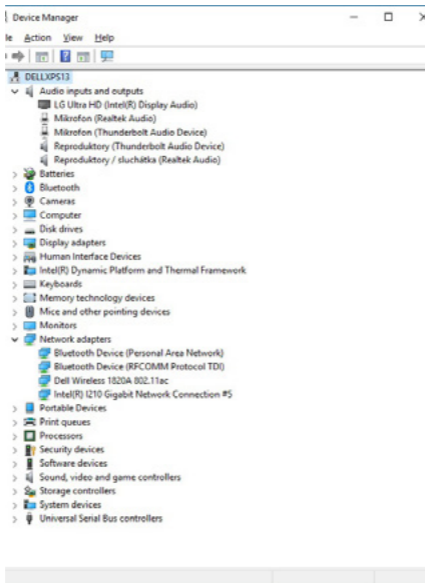 Device Manager
le Action View Help
DELLXPS13
Audio inputs and outputs
LG Ultra HD (Intel(R) Display Audio)
Mikrofon (Realtek Audio)
Mikrofon (Thunderbolt Audio Device)
Reproduktory (Thunderbolt Audio Device)
Reproduktory / sluchátka (Realtek Audio)
Batteries
Bluetooth
Cameras
Computer
Disk drives
Display adapters
Human Interface Devices
Intel(R) Dynamic Platform and Thermal Framework
Keyboards
Memory technology devices
Mice and other pointing devices
Monitors
Network adapters
Bluetooth Device (Personal Area Network)
Bluetooth Device (RFCOMM Protocol TDI)
Dell Wireless 1820A 802.11ac
Intel(R) I210 Gigabit Network Connection #5
Portable Devices
Print queues
Processors
Security devices
Software devices
Sound, video and game controllers
Storage controllers
System devices
Universal Serial Bus controllers